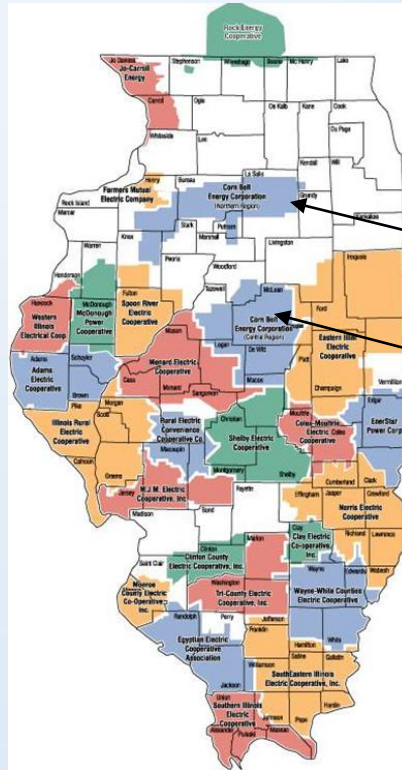 Rock Energy
Cooperative
Jo Daviess
Stephenson
Winnebago
Boone
Mc Henry
Lake
Jo-Carroll
Energy
Carroll
Ogle
De Kalb
Kane
Cook
Du Page
Whiteside
Lee
Kendall
Will
La Salle
Henry
Bureau
Grundy
Rock Island
Farmers Mutual
Electric Company
Corn Belt
Energy Corporation
(Northern Region)
Mercer
Putnam
Kankakee
Stark
Marshall
Knox
Livingston
Warren
Peoria
Woodford
Iroquois
Henderson
Hancock
McDonough
McDonough
Power
Cooperative
Fulton
Spoon River
Electric
Cooperative
Tazewell
McLean
Ford
Western
Illinois
Electrical Coop.
Mason
Corn Belt
Energy Corporation
(Central Region)
Eastern Illini
Electric
Cooperative
Adams
Schuyler
Logan
De Witt
Piatt
Champaign
Vermilion
Adams
Electric
Cooperative
Menard Electric
Cooperative
Cass
Menard
Sangamon
Macon
Brown
Pike
Scott
Morgan
Christian
Moultrie
Edgar
Illinois Rural
Electric
Cooperative
Rural Electric
Convenience
Cooperative Co.
Shelby Electric
Cooperative
Coles-Moultrie
Electric
Cooperative
Coles
EnerStar
Power Corp
Macoupin
Calhoun
Greene
Montgomery
Shelby
Cumberland
Clark
Jersey
M.J.M. Electric
Cooperative, Inc
Fayette
Effingham
Jasper
Crawford
Norris Electric
Cooperative
Madison
Bond
Clay
Clay Electric
Co-operative,
Inc.
Richland
Lawrence
Marion
Clinton
Clinton County
Electric Cooperative,
Inc.
Saint Clair
Wayne
Edwards
Wabash
Washington
Monroe
County Electric
Co-Operative,
Inc.
Tri-County Electric
Cooperative, Inc.
Wayne-White Counties
Electric Cooperative
Jefferson
Randolph
Perry
Franklin
Hamilton
White
Egyptian Electric
Cooperative
Association
Williamson
Saline
Gallatin
Jackson
SouthEastern Illinois
Electric Cooperative, Inc.
Union
Southern Illinois
Electric
Cooperative
Johnson
Pope
Hardin
Alexander
Pulaski
Massac